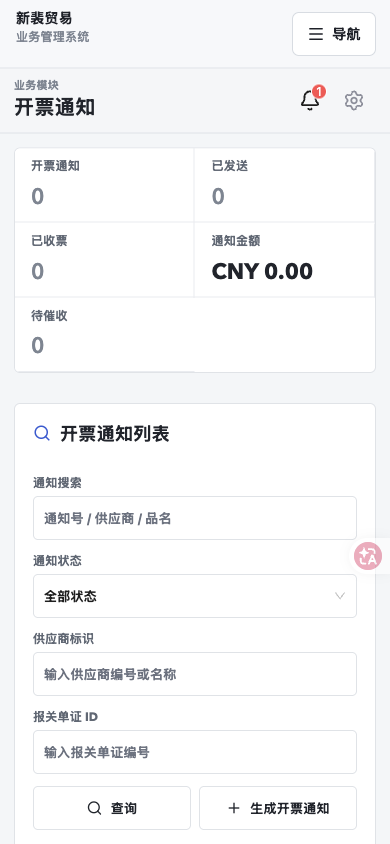 新裴贸易
业务管理系统
导航
业务模块
开票通知
1
开票通知
0
已发送
0
已收票
0
通知金额
CNY 0.00
待催收
0
开票通知列表
通知搜索
通知号 / 供应商 / 品名
通知状态
全部状态
供应商标识
输入供应商编号或名称
报关单证 ID
输入报关单证编号
查询
生成开票通知